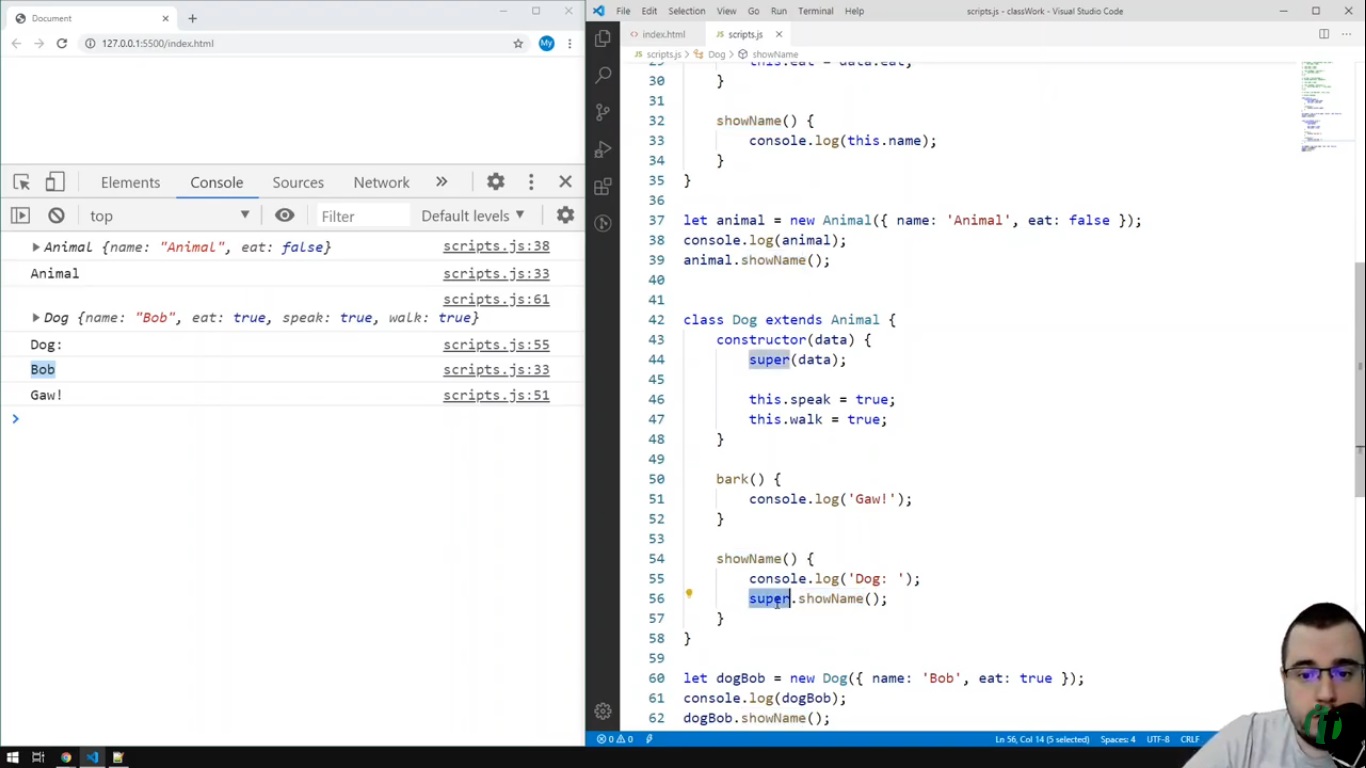 Document
127.0.0.1:5500/index.html
My
Elements Console Sources Network »
top Filter Default levels
Animal {name: "Animal", eat: false} scripts.js:38
Animal scripts.js:33
scripts.js:61
Dog {name: "Bob", eat: true, speak: true, walk: true}
Dog: scripts.js:55
Bob scripts.js:33
Gaw! scripts.js:51
File Edit Selection View Go Run Terminal Help scripts.js - classWork - Visual Studio Code
index.html JS scripts.js
JS scripts.js > Dog > showName
29 this.eat = data.eat;
30 }
31
32 showName() {
33 console.log(this.name);
34 }
35 }
36
37 let animal = new Animal({ name: 'Animal', eat: false });
38 console.log(animal);
39 animal.showName();
40
41
42 class Dog extends Animal {
43 constructor(data) {
44 super(data);
45
46 this.speak = true;
47 this.walk = true;
48 }
49
50 bark() {
51 console.log('Gaw!');
52 }
53
54 showName() {
55 console.log('Dog: ');
56 super.showName();
57 }
58 }
59
60 let dogBob = new Dog({ name: 'Bob', eat: true });
61 console.log(dogBob);
62 dogBob.showName();
0 0 Ln 56, Col 14 (5 selected) Spaces: 4 UTF-8 CRLF